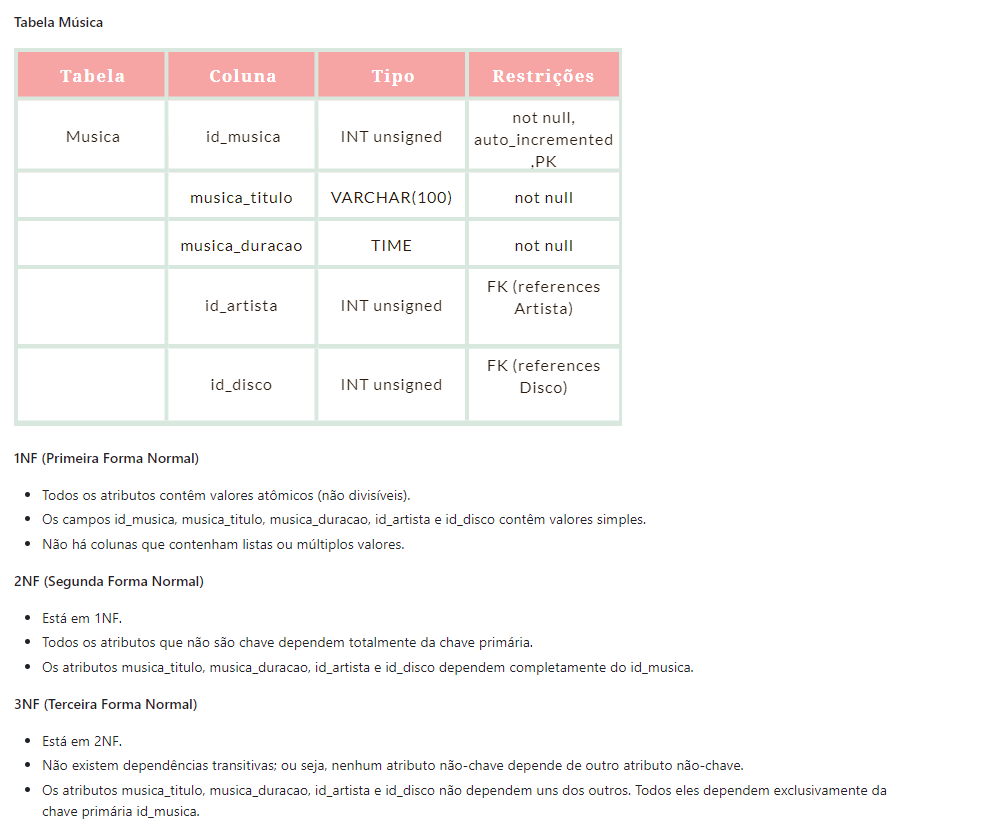 Tabela Música
Tabela Coluna Tipo Restrições
Musica id_musica INT unsigned not null,
auto_incremented
,PK
musica_titulo VARCHAR(100) not null
musica_duracao TIME not null
id_artista INT unsigned FK (references
Artista)
id_disco INT unsigned FK (references
Disco)
1NF (Primeira Forma Normal)
• Todos os atributos contêm valores atômicos (não divisíveis).
• Os campos id_musica, musica_titulo, musica_duracao, id_artista e id_disco contêm valores simples.
• Não há colunas que contenham listas ou múltiplos valores.
2NF (Segunda Forma Normal)
• Está em 1NF.
• Todos os atributos que não são chave dependem totalmente da chave primária.
• Os atributos musica_titulo, musica_duracao, id_artista e id_disco dependem completamente do id_musica.
3NF (Terceira Forma Normal)
• Está em 2NF.
• Não existem dependências transitivas; ou seja, nenhum atributo não-chave depende de outro atributo não-chave.
• Os atributos musica_titulo, musica_duracao, id_artista e id_disco não dependem uns dos outros. Todos eles dependem exclusivamente da
chave primária id_musica.